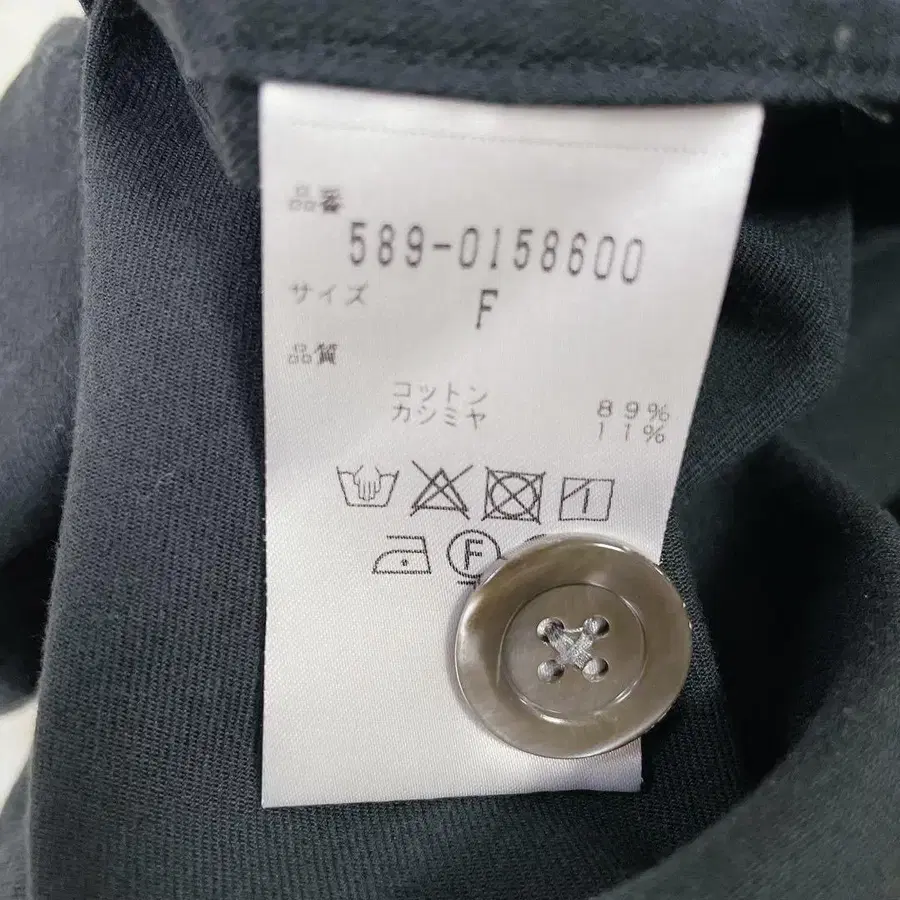 品番
589-0158600
サイズ
F
品質
コットン 89%
カシミヤ 11%
F